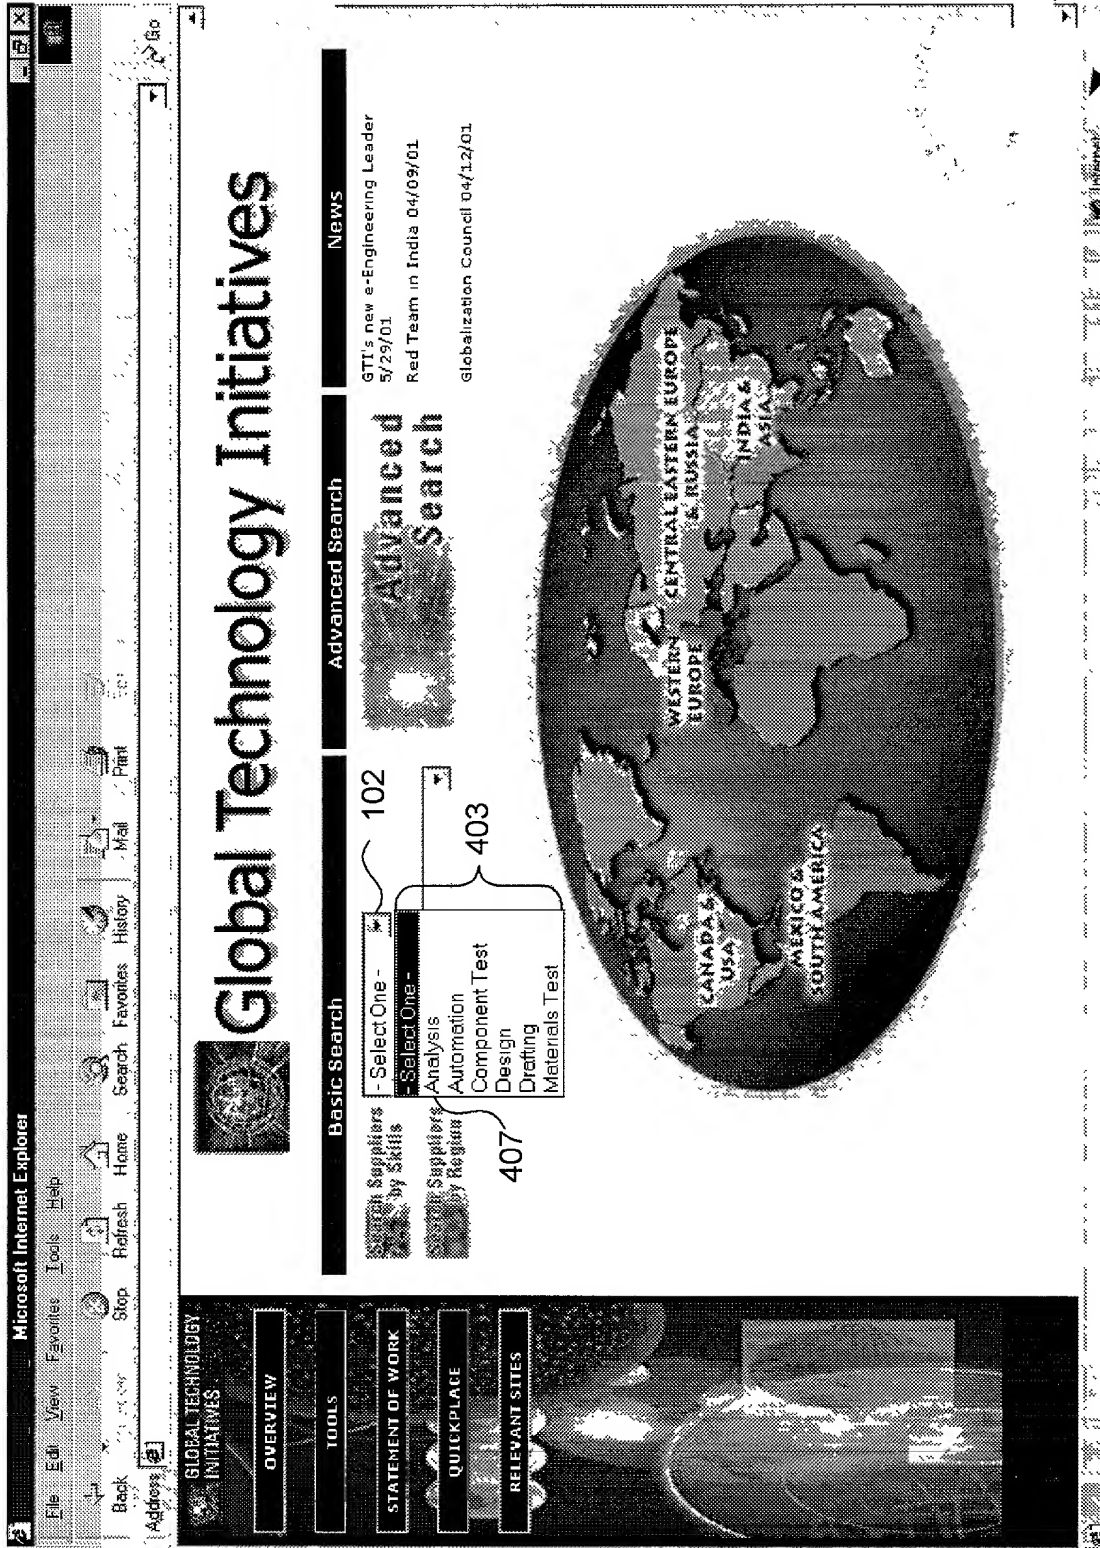 Microsoft Internet Explorer
File Edit View Favorites Tools Help
Back Stop Refresh Home Search Favorites History Mail Print
Address Go
GLOBAL TECHNOLOGY
INITIATIVES
OVERVIEW
TOOLS
STATEMENT OF WORK
QUICKPLACE
RELEVANT SITES
Global Technology Initiatives
Basic Search
Search Suppliers
by Skills
- Select One -
102
- Select One -
Analysis
Automation
Component Test
Design
Drafting
Materials Test
403
407
Search Suppliers
by Region
Advanced Search
Advanced
Search
News
GTI's new e-Engineering Leader
5/29/01
Red Team in India 04/09/01
Globalization Council 04/12/01
CANADA &
USA
MEXICO &
SOUTH AMERICA
WESTERN
EUROPE
CENTRAL EASTERN EUROPE
& RUSSIA
INDIA &
ASIA
Internet